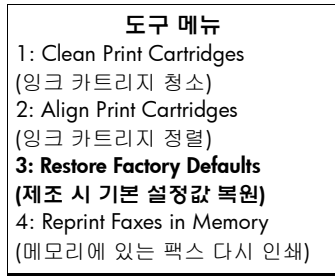 도구 메뉴
1: Clean Print Cartridges
(잉크 카트리지 청소)
2: Align Print Cartridges
(잉크 카트리지 정렬)
3: Restore Factory Defaults
(제조 시 기본 설정값 복원)
4: Reprint Faxes in Memory
(메모리에 있는 팩스 다시 인쇄)